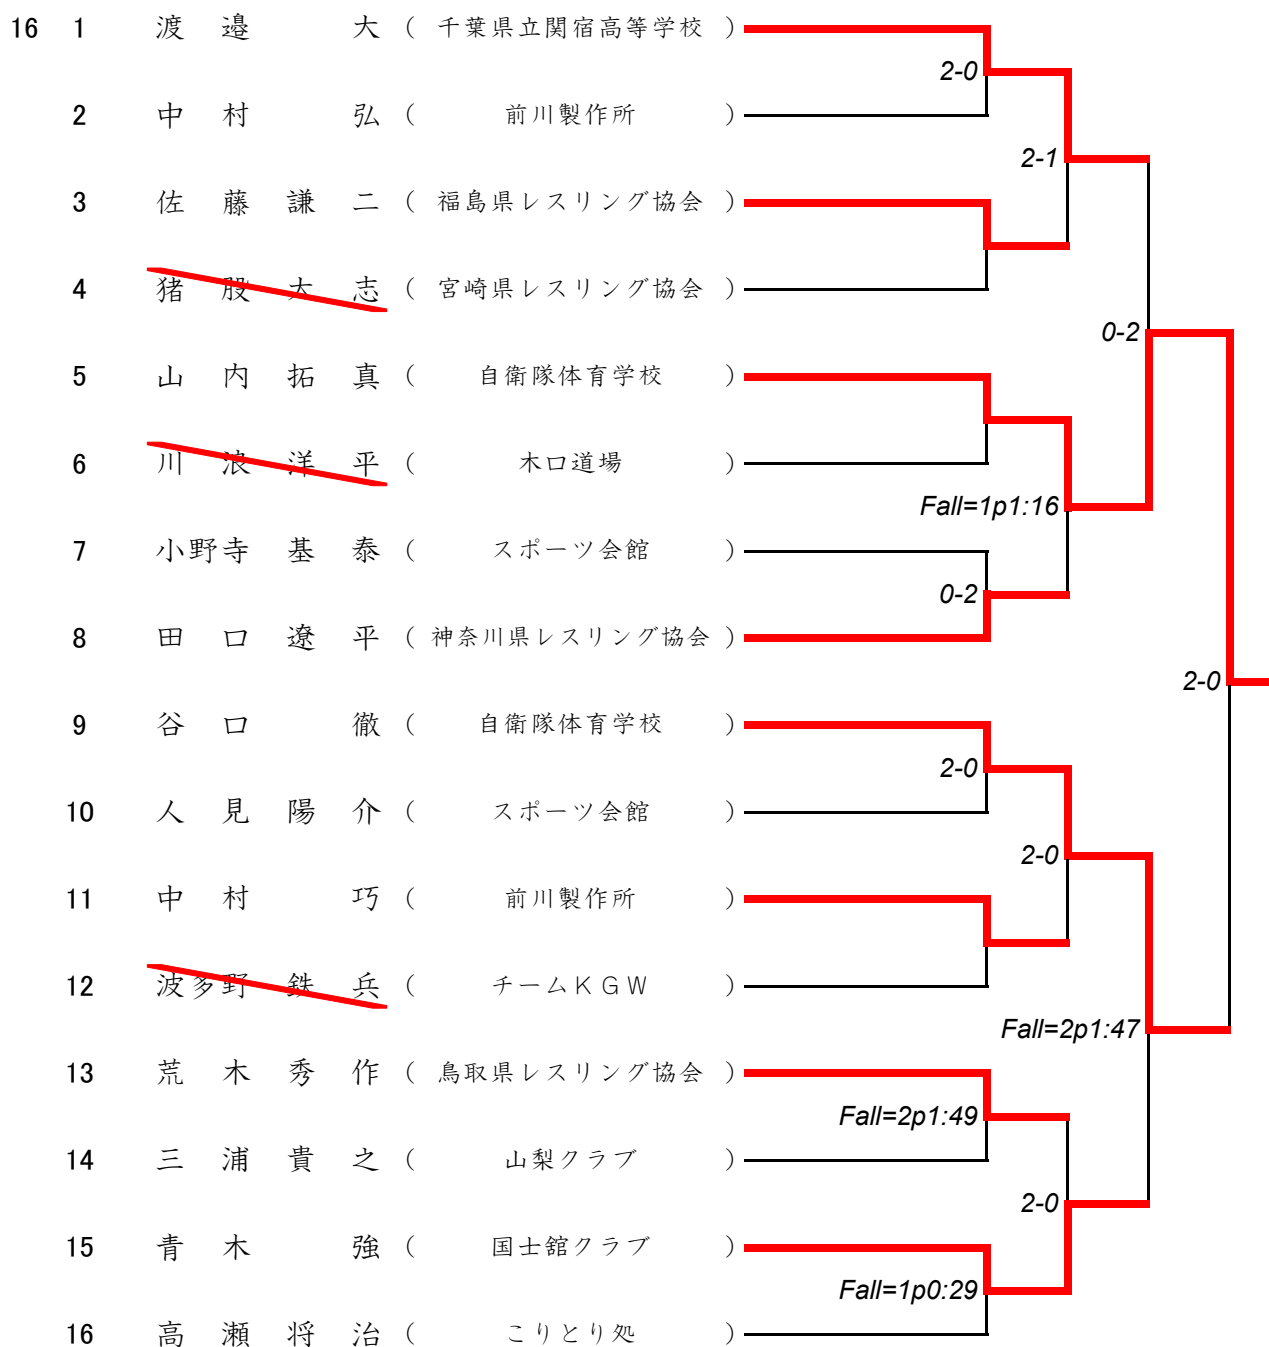 16 1 渡邉 大 ( 千葉県立関宿高等学校 )
2-0
2 中村 弘 ( 前川製作所 )
2-1
3 佐藤謙二 ( 福島県レスリング協会 )
4 猪股大志 ( 宮崎県レスリング協会 )
0-2
5 山内拓真 ( 自衛隊体育学校 )
6 川浪洋平 ( 木口道場 )
Fall=1p1:16
7 小野寺基泰 ( スポーツ会館 )
0-2
8 田口遼平 ( 神奈川県レスリング協会 )
2-0
9 谷口 徹 ( 自衛隊体育学校 )
2-0
10 人見陽介 ( スポーツ会館 )
2-0
11 中村 巧 ( 前川製作所 )
12 波多野鉄兵 ( チームＫＧＷ )
Fall=2p1:47
13 荒木秀作 ( 鳥取県レスリング協会 )
Fall=2p1:49
14 三浦貴之 ( 山梨クラブ )
2-0
15 青木 強 ( 国士舘クラブ )
Fall=1p0:29
16 高瀬将治 ( こりとり処 )